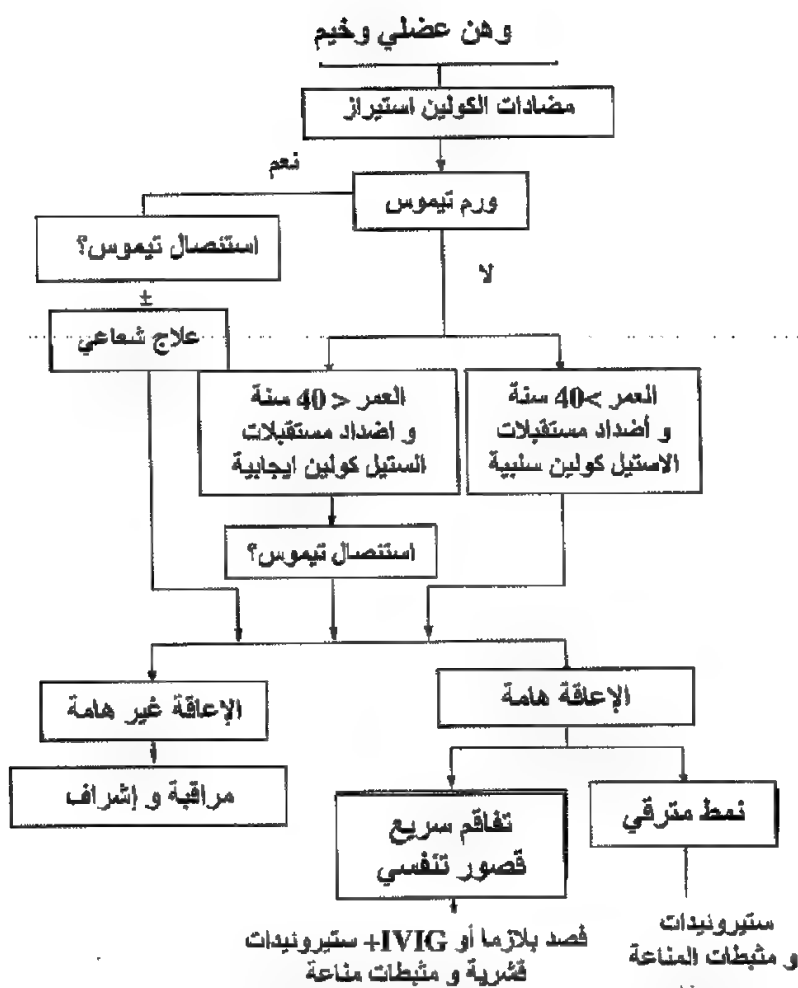 وهن عضلي وخيم
مضادات الكولين استيراز
نعم
ورم تيموس
استئصال تيموس؟
لا
±
علاج شعاعي
العمر < 40 سنة
و اضداد مستقبلات
الستيل كولين ايجابية
العمر >40 سنة
و أضداد مستقبلات
الاستيل كولين سلبية
استئصال تيموس؟
الإعاقة هامة
الإعاقة غير هامة
مراقبة و إشراف
تفاقم سريع
قصور تنفسي
نمط مترقي
ستيروئيدات
و مثبطات المناعة
فصد بلازما أو IVIG+ ستيروئيدات
قشرية و مثبطات مناعة